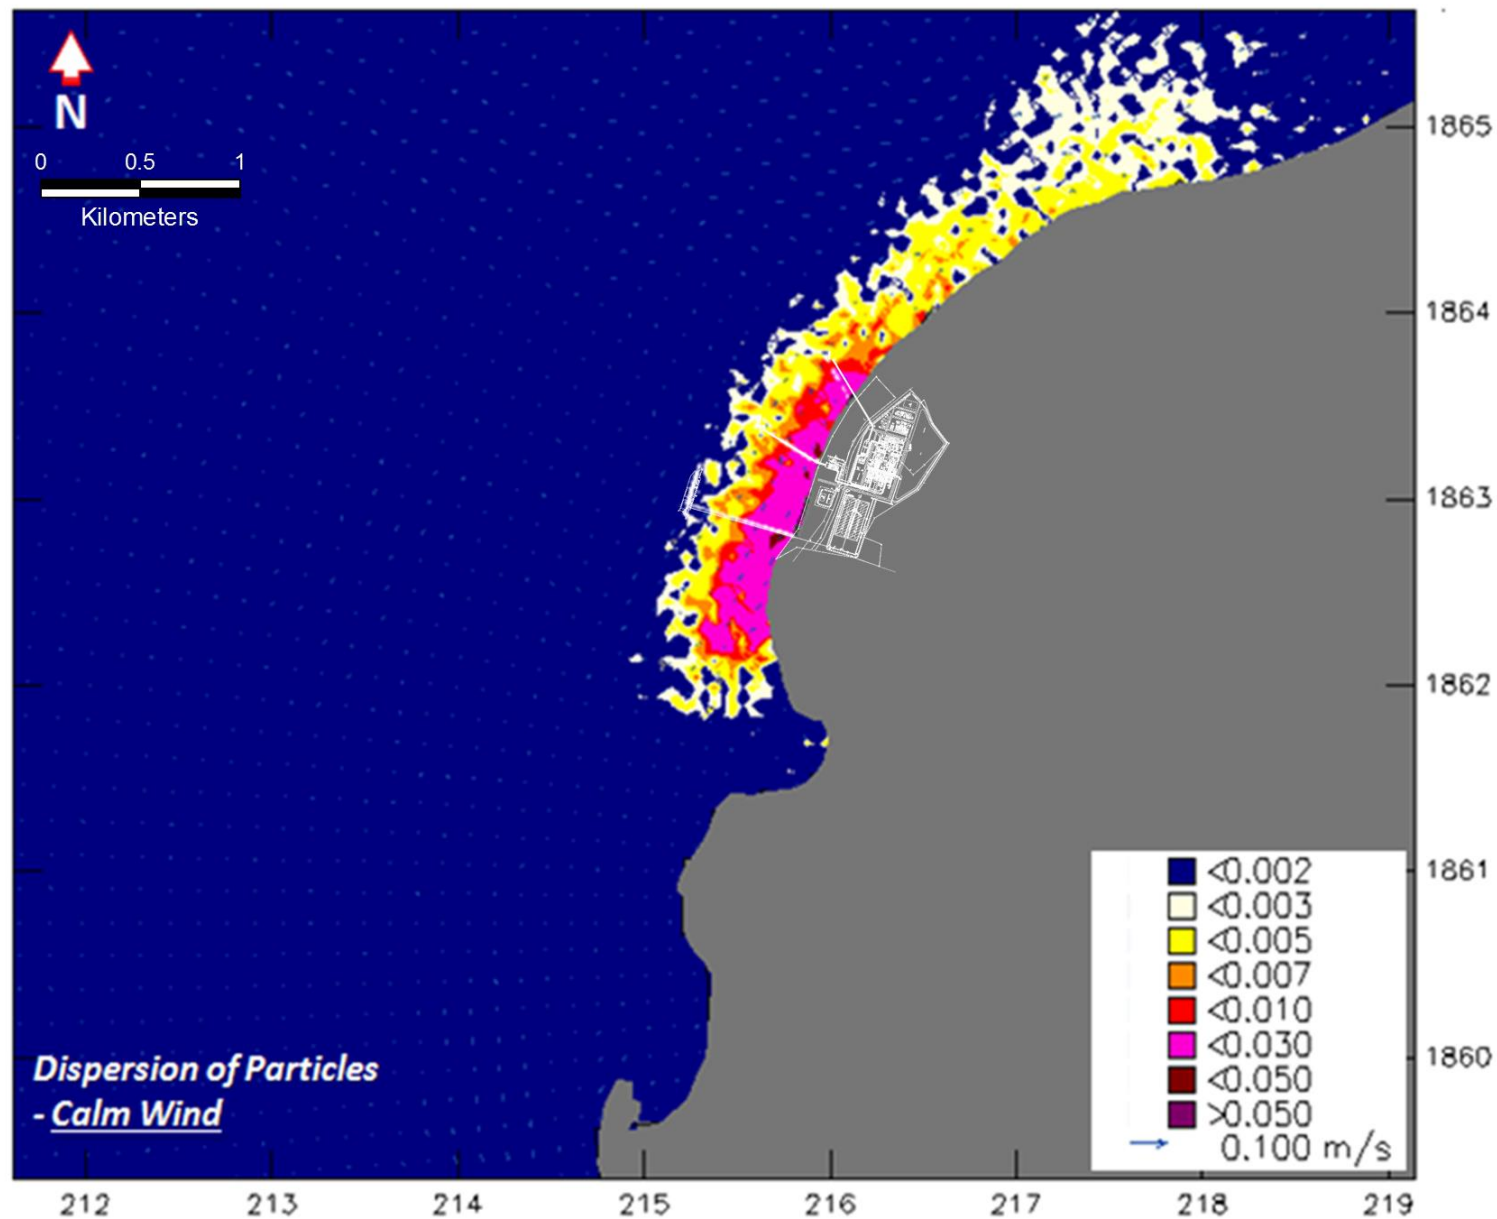 N
0 0.5 1
Kilometers
1865
1864
1863
1862
1861
1860
<0.002
<0.003
<0.005
<0.007
<0.010
<0.030
<0.050
>0.050
0.100 m/s
Dispersion of Particles
- Calm Wind
212 213 214 215 216 217 218 219